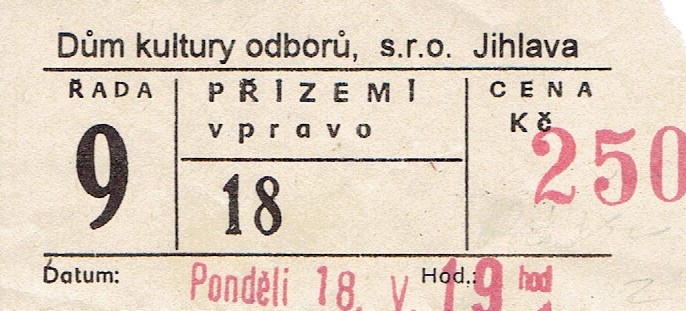 Dům kultury odborů, s.r.o. Jihlava
ŘADA
9
PŘÍZEMÍ
vpravo
18
CENA
Kč
250
Datum: Pondělí 18. V. Hod.: 19 hod